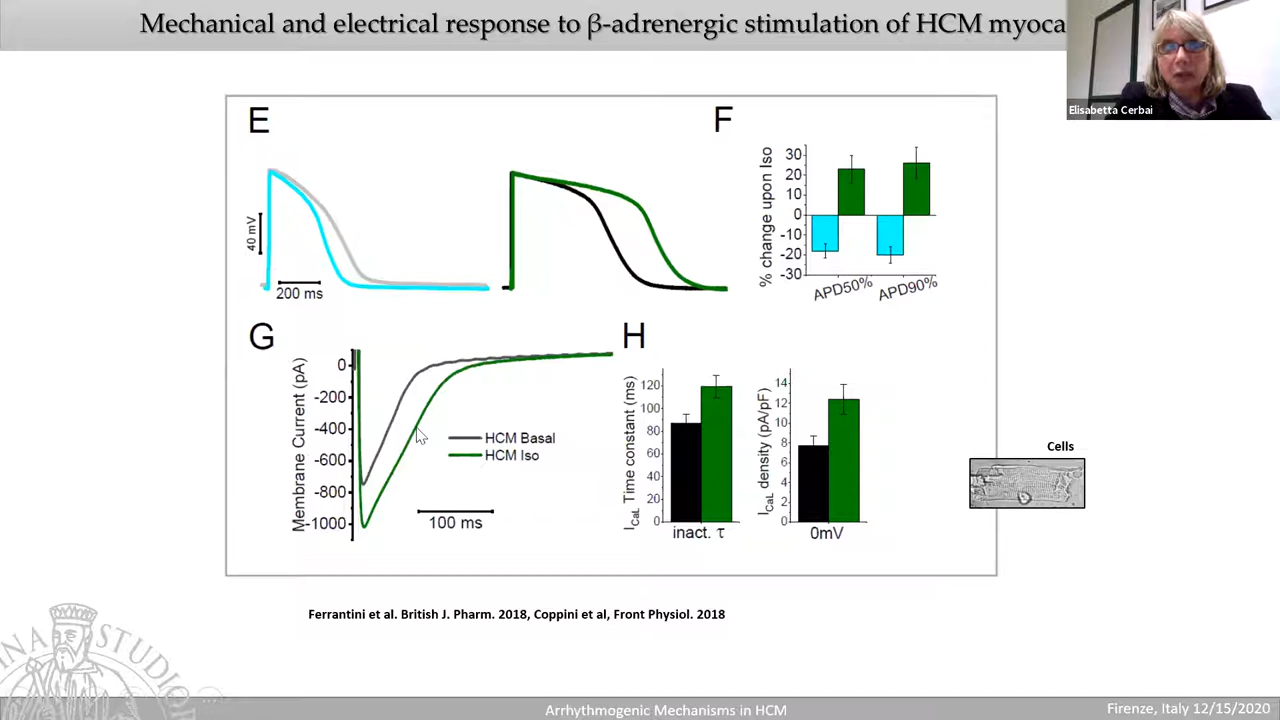 Mechanical and electrical response to β-adrenergic stimulation of HCM myoca
Elisabetta Cerbai
E
F
40 mV
200 ms
% change upon Iso
30
20
10
0
-10
-20
-30
APD50%
APD90%
G
H
Membrane Current (pA)
0
-200
-400
-600
-800
-1000
HCM Basal
HCM Iso
100 ms
I CaL Time constant (ms)
120
100
80
60
40
20
0
inact. τ
I CaL density (pA/pF)
14
12
10
8
6
4
2
0
0mV
Cells
Ferrantini et al. British J. Pharm. 2018, Coppini et al, Front Physiol. 2018
NA STUDIO
Arrhythmogenic Mechanisms in HCM
Firenze, Italy 12/15/2020